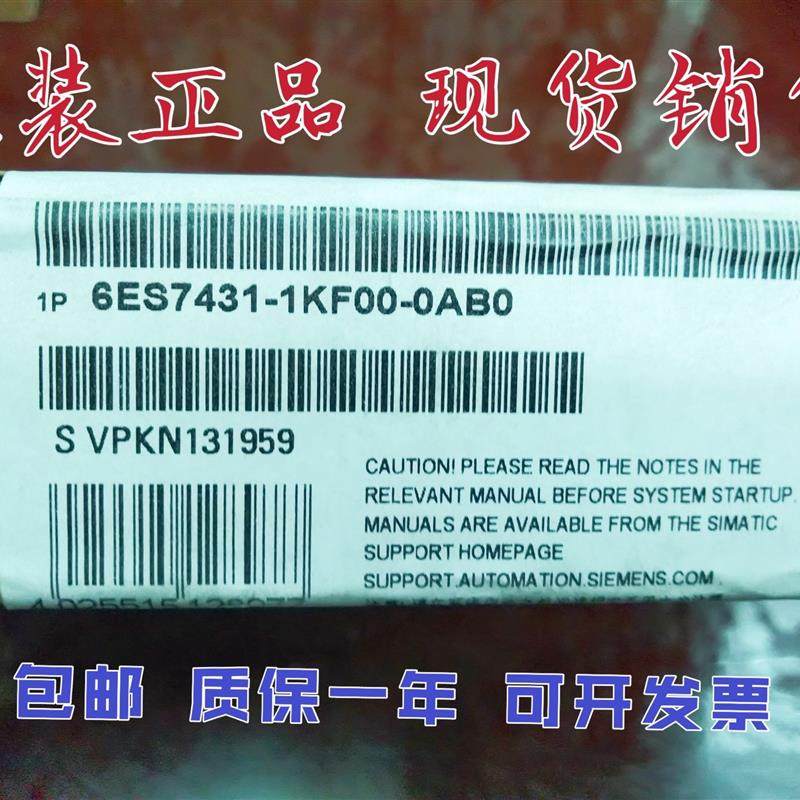 装正品 现货销
1P 6ES7431-1KF00-0AB0
S VPKN131959
CAUTION! PLEASE READ THE NOTES IN THE
RELEVANT MANUAL BEFORE SYSTEM STARTUP.
MANUALS ARE AVAILABLE FROM THE SIMATIC
SUPPORT HOMEPAGE
SUPPORT.AUTOMATION.SIEMENS.COM
包邮 质保一年 可开发票